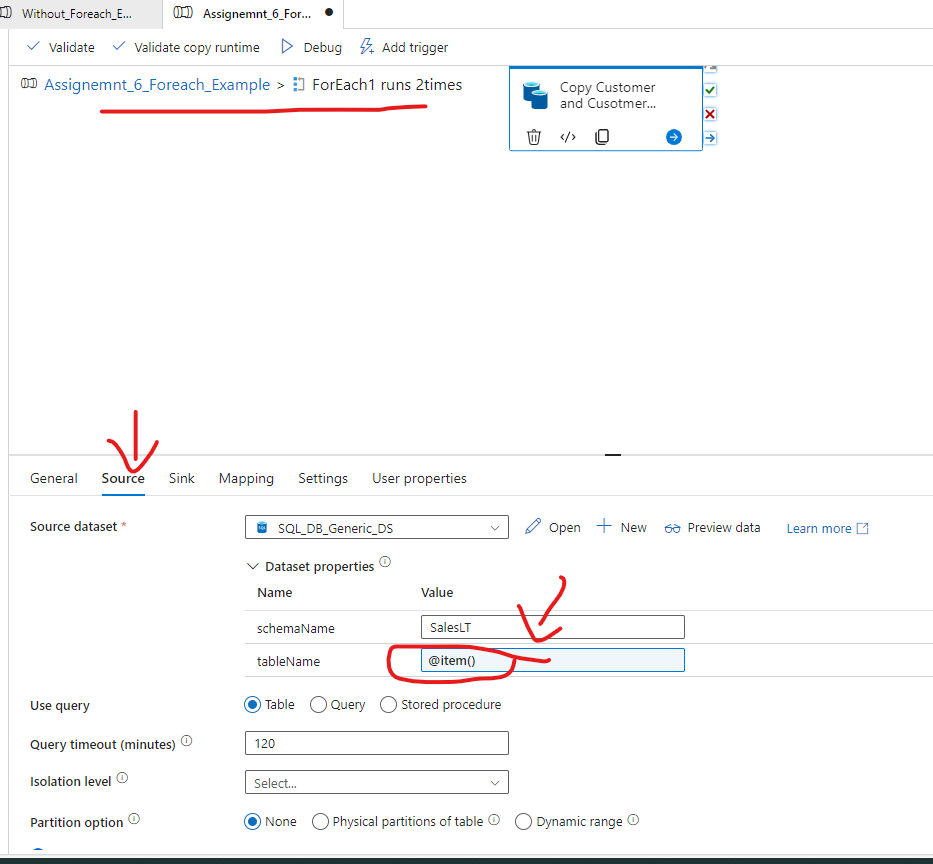 Without_Foreach_E...
Assignemnt_6_For...
Validate
Validate copy runtime
Debug
Add trigger
Assignemnt_6_Foreach_Example > ForEach1 runs 2times
Copy Customer
and Cusotmer...
General
Source
Sink
Mapping
Settings
User properties
Source dataset *
SQL_DB_Generic_DS
Open
New
Preview data
Learn more
Dataset properties
Name
Value
schemaName
SalesLT
tableName
@item()
Use query
Table
Query
Stored procedure
Query timeout (minutes)
120
Isolation level
Select...
Partition option
None
Physical partitions of table
Dynamic range